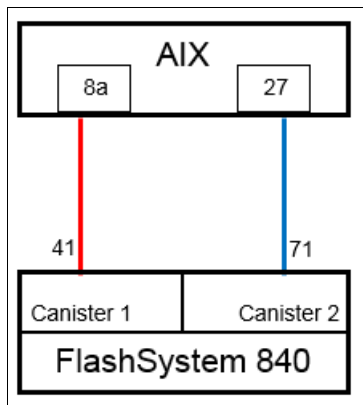 AIX
8a 27
41 71
Canister 1 Canister 2
FlashSystem 840